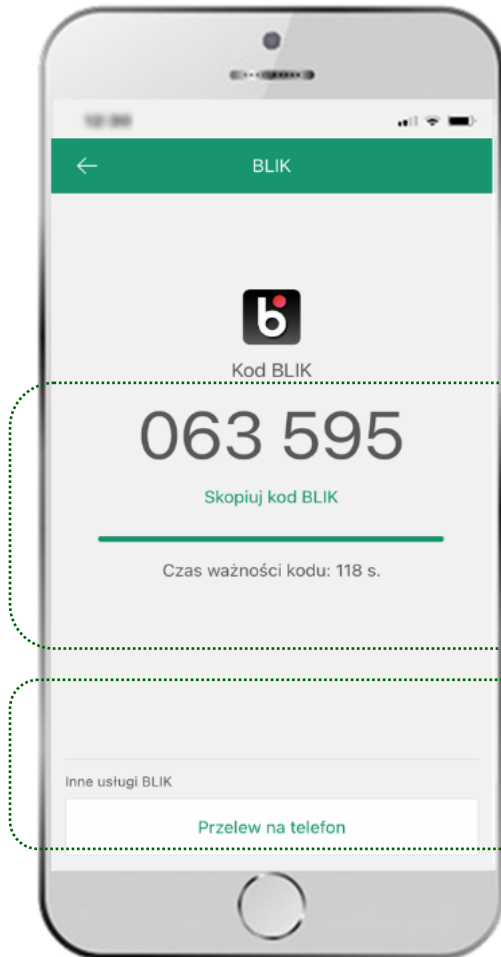 BLIK
Kod BLIK
063 595
Skopiuj kod BLIK
Czas ważności kodu: 118 s.
Inne usługi BLIK
Przelew na telefon